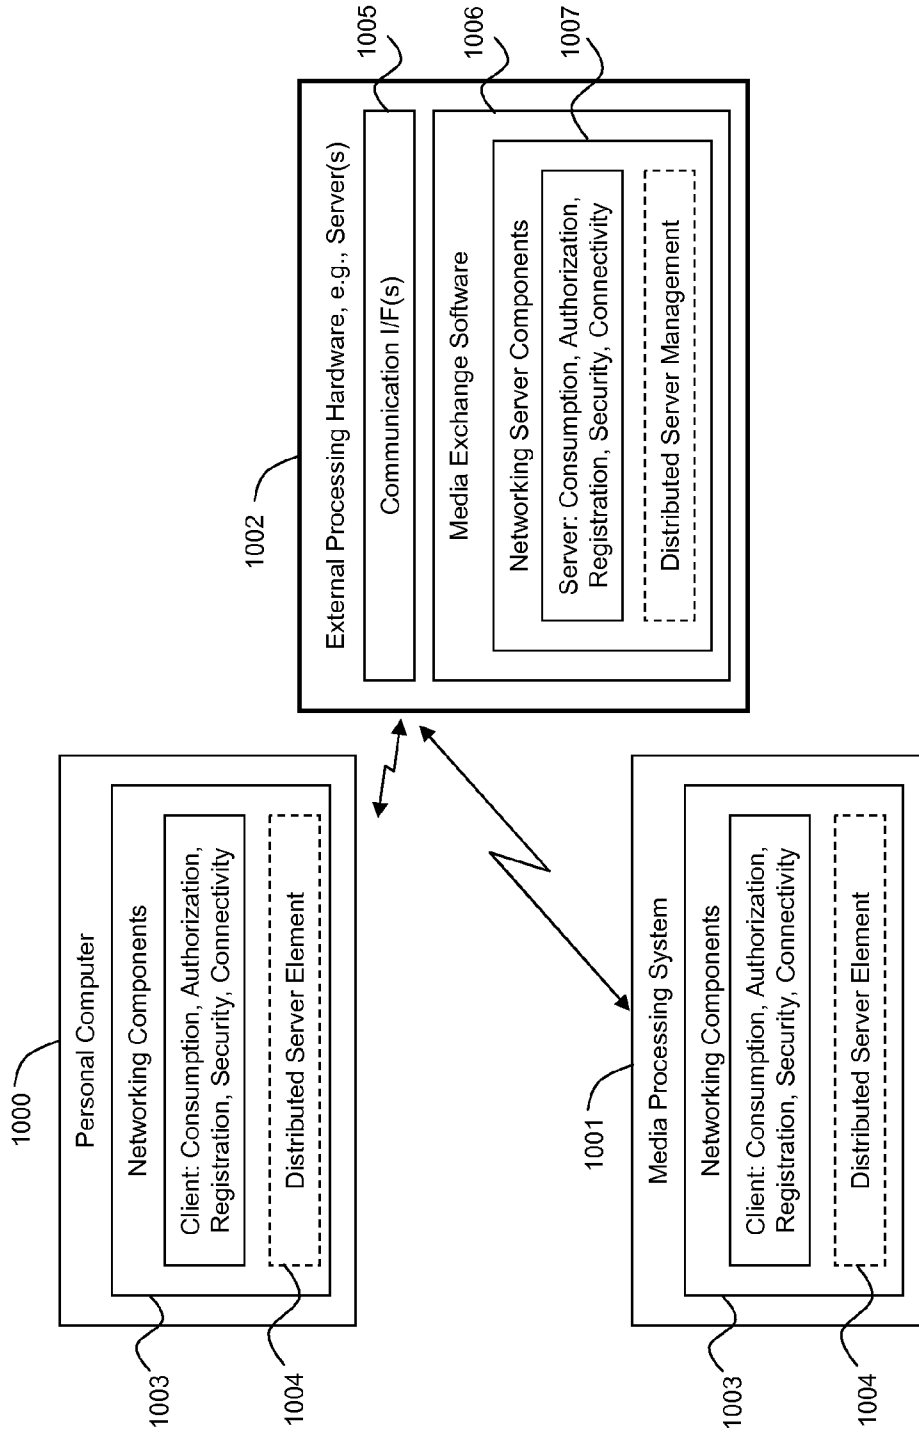 1000
Personal Computer
Networking Components
Client: Consumption, Authorization,
Registration, Security, Connectivity
Distributed Server Element
1003
1004
1001
Media Processing System
Networking Components
Client: Consumption, Authorization,
Registration, Security, Connectivity
Distributed Server Element
1003
1004
1002
External Processing Hardware, e.g., Server(s)
Communication I/F(s)
Media Exchange Software
Networking Server Components
Server: Consumption, Authorization,
Registration, Security, Connectivity
Distributed Server Management
1005
1006
1007